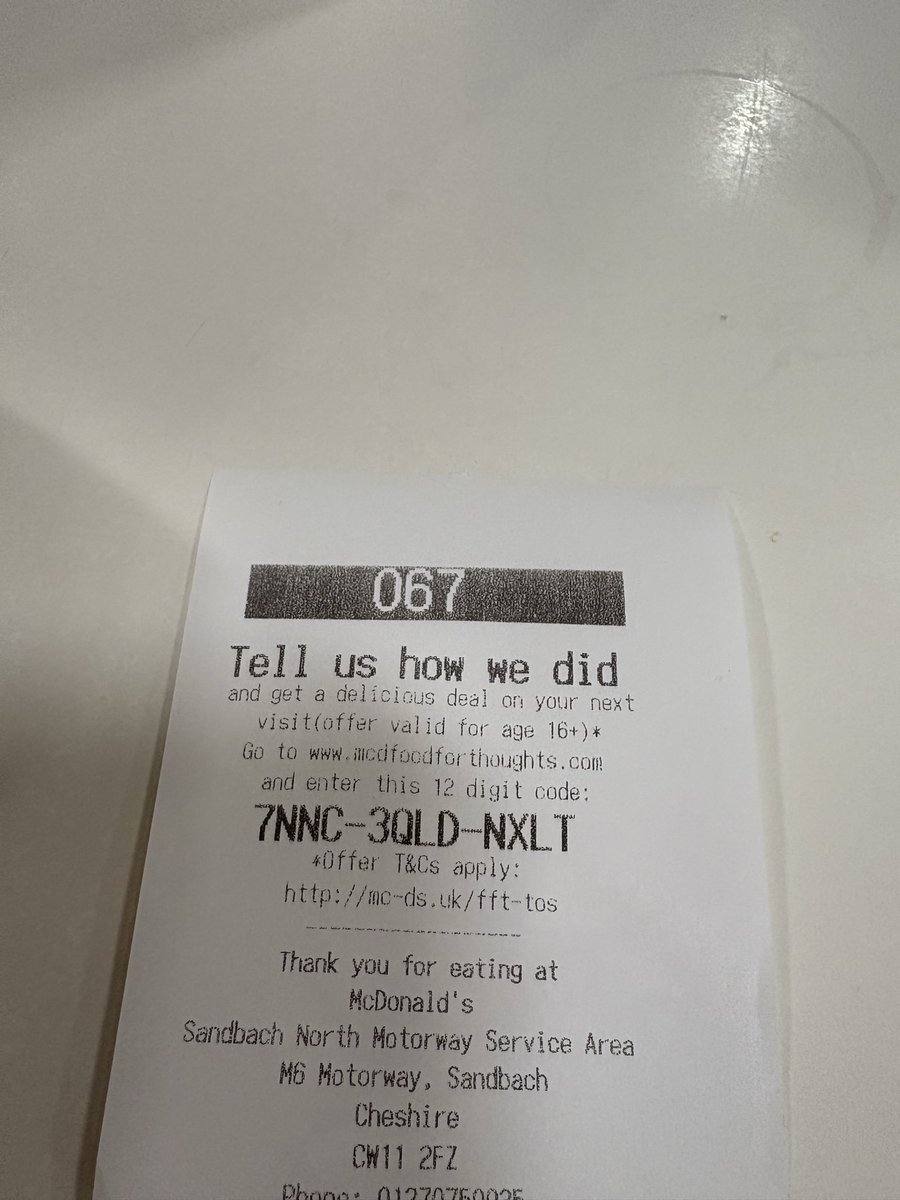 067
Tell us how we did
and get a delicious deal on your next
visit(offer valid for age 16+)*
Go to www.mcdfoodforthoughts.com
and enter this 12 digit code:
7NNC-3QLD-NXLT
*Offer T&Cs apply:
http://mc-ds.uk/fft-tos
Thank you for eating at
McDonald's
Sandbach North Motorway Service Area
M6 Motorway, Sandbach
Cheshire
CW11 2FZ
Phone: